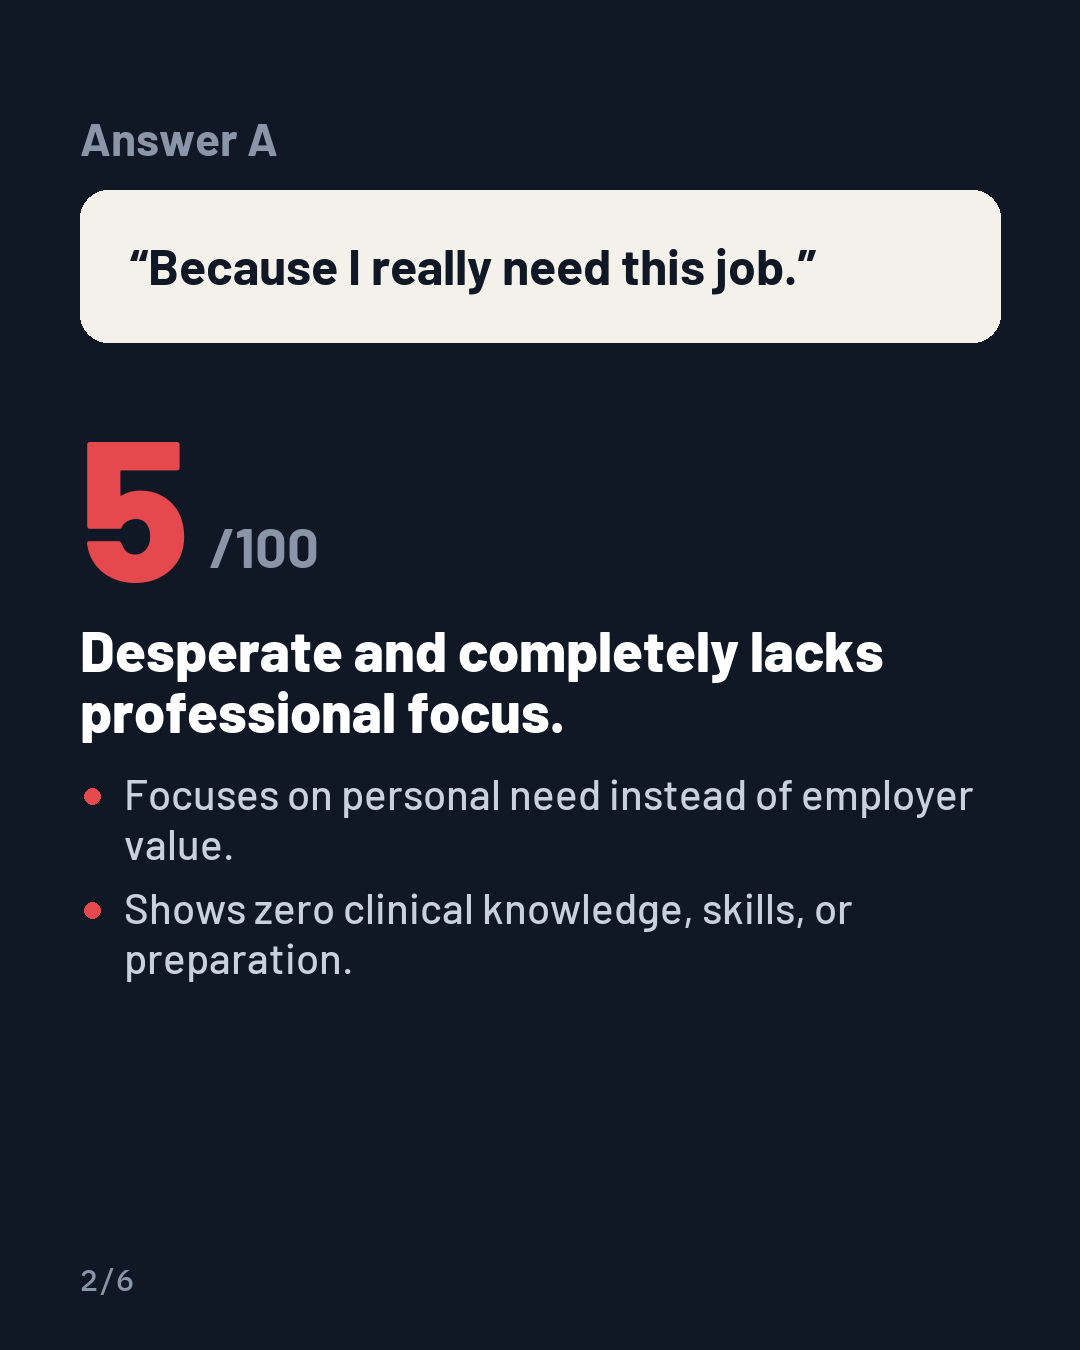 Answer A
“Because I really need this job.”
5 /100
Desperate and completely lacks
professional focus.
• Focuses on personal need instead of employer
value.
• Shows zero clinical knowledge, skills, or
preparation.
2/6